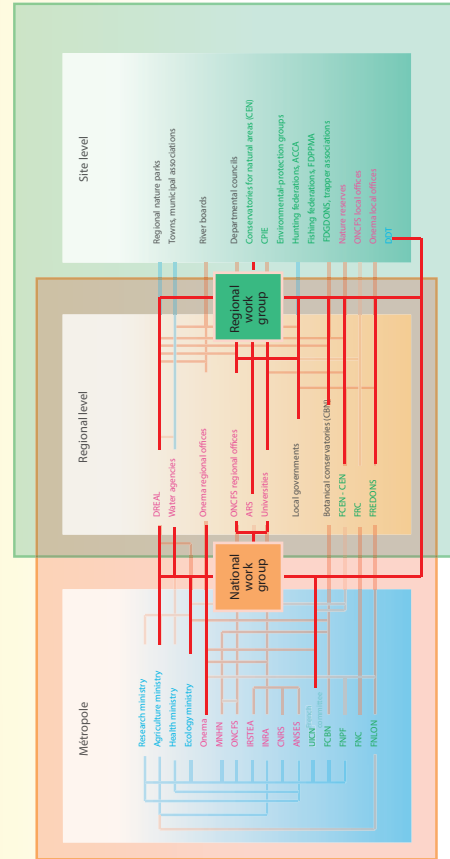 Métropole
Research ministry
Agriculture ministry
Health ministry
Ecology ministry
Onema
MNHN
ONCFS
IRSTEA
INRA
CNRS
ANSES
UICN French
committee
FCBN
FNPF
FNC
FNLON
National
work
group
Regional level
DREAL
Water agencies
Onema regional offices
ONCFS regional offices
ARS
Universities
Local governments
Botanical conservatories (CBN)
FCEN - CEN
FRC
FREDONS
Regional
work
group
Site level
Regional nature parks
Towns, municipal associations
River boards
Departmental councils
Conservatories for natural areas (CEN)
CPIE
Environmental-protection groups
Hunting federations, ACCA
Fishing federations, FDPPMA
FDGDONS, trapper associations
Nature reserves
ONCFS local offices
Onema local offices
DDT